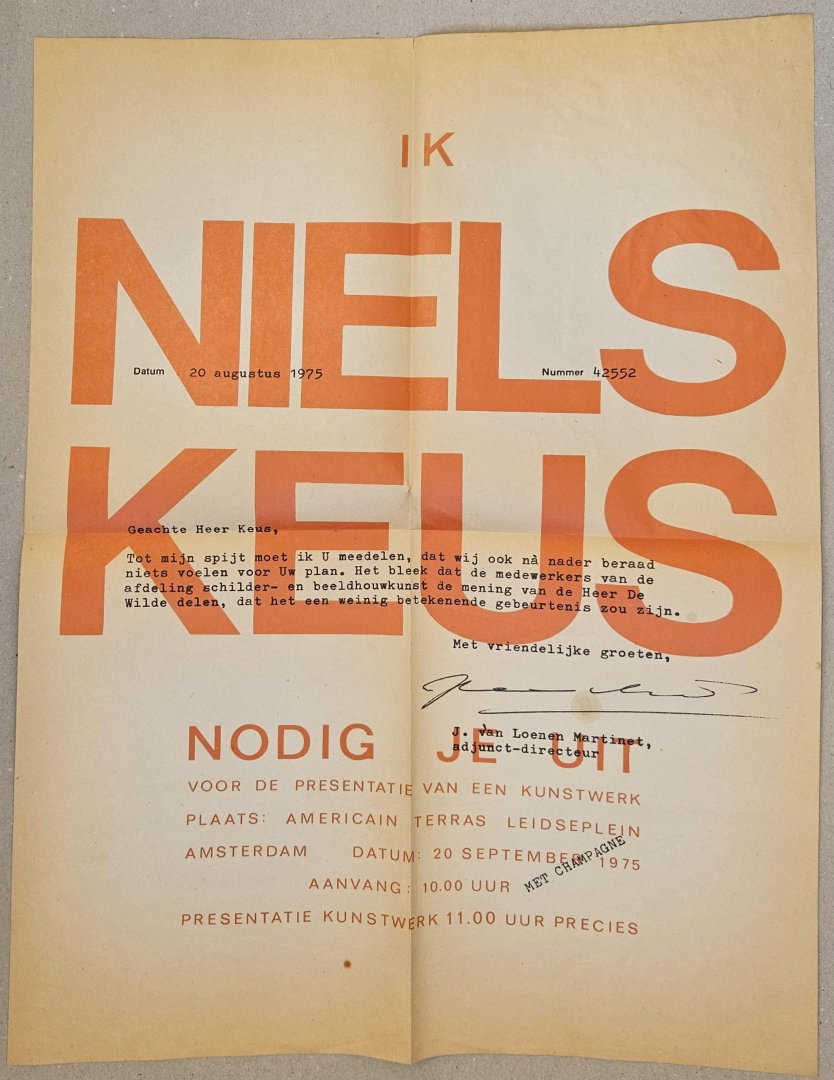 IK
NIELS
Datum 20 augustus 1975 Nummer 42552
KEUS
Geachte Heer Keus,
Tot mijn spijt moet ik U meedelen, dat wij ook nà nader beraad
niets voelen voor Uw plan. Het bleek dat de medewerkers van de
afdeling schilder- en beeldhouwkunst de mening van de Heer De
Wilde delen, dat het een weinig betekenende gebeurtenis zou zijn.
Met vriendelijke groeten,
J. van Loenen Martinet,
adjunct-directeur
NODIG JE UIT
VOOR DE PRESENTATIE VAN EEN KUNSTWERK
PLAATS: AMERICAIN TERRAS LEIDSEPLEIN
AMSTERDAM DATUM: 20 SEPTEMBER 1975
AANVANG: 10.00 UUR
MET CHAMPAGNE
PRESENTATIE KUNSTWERK 11.00 UUR PRECIES